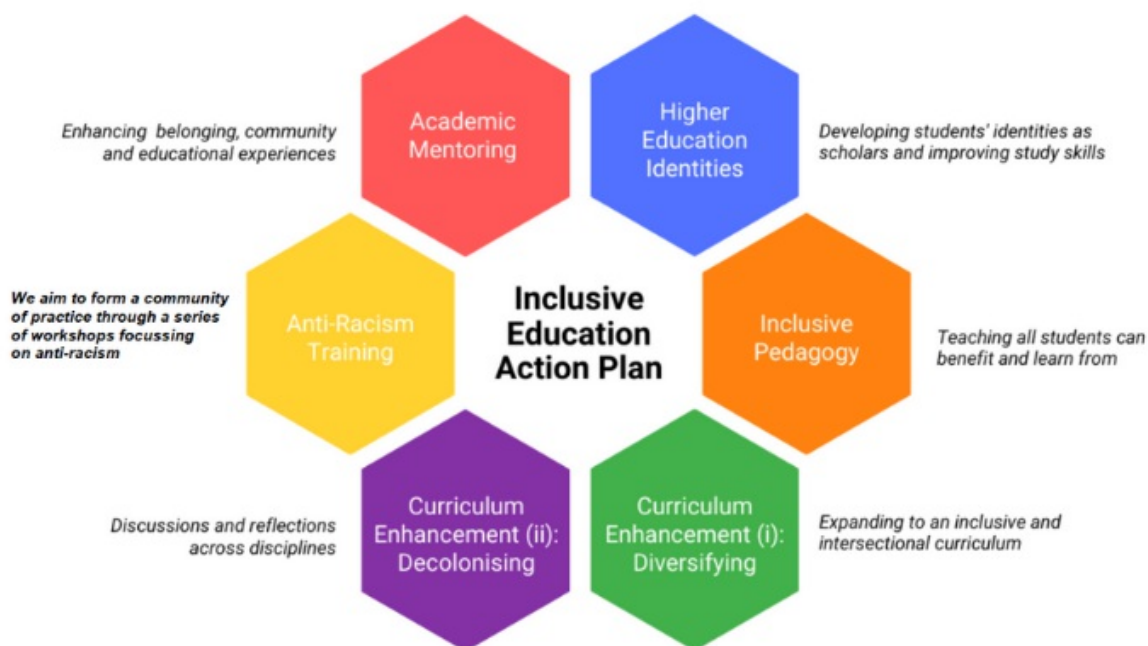 Academic
Mentoring
Enhancing belonging, community
and educational experiences
Higher
Education
Identities
Developing students' identities as
scholars and improving study skills
We aim to form a community
of practice through a series
of workshops focussing
on anti-racism
Anti-Racism
Training
Inclusive
Education
Action Plan
Inclusive
Pedagogy
Teaching all students can
benefit and learn from
Discussions and reflections
across disciplines
Curriculum
Enhancement (ii):
Decolonising
Curriculum
Enhancement (i):
Diversifying
Expanding to an inclusive and
intersectional curriculum